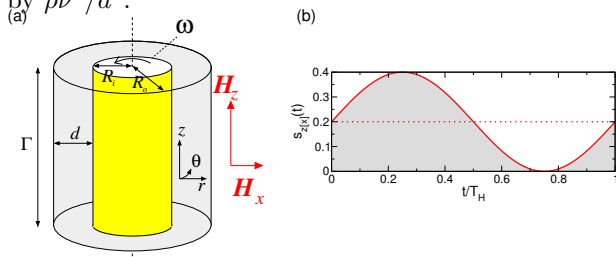 by ρν² /d² .
(a)
ω
R_i
R_o
H_z
Γ
d
z
θ
r
H_x
(b)
s_z[x](t)
0.4
0.3
0.2
0.1
0
0
0.2
0.4
0.6
0.8
1
t/T_H